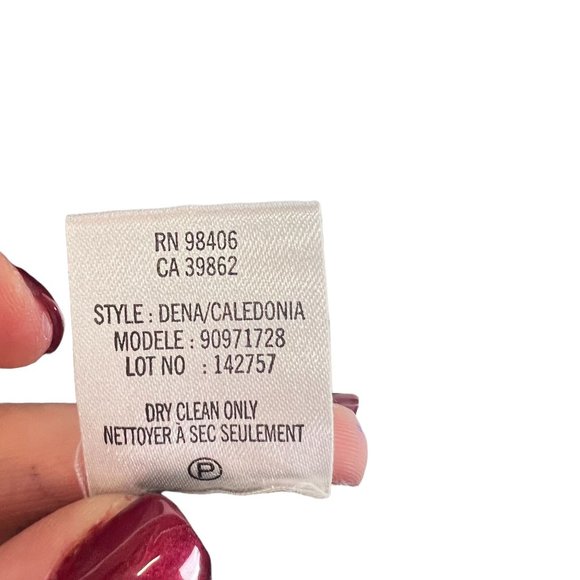 RN 98406
CA 39862
STYLE : DENA/CALEDONIA
MODELE : 90971728
LOT NO : 142757
DRY CLEAN ONLY
NETTOYER À SEC SEULEMENT
P